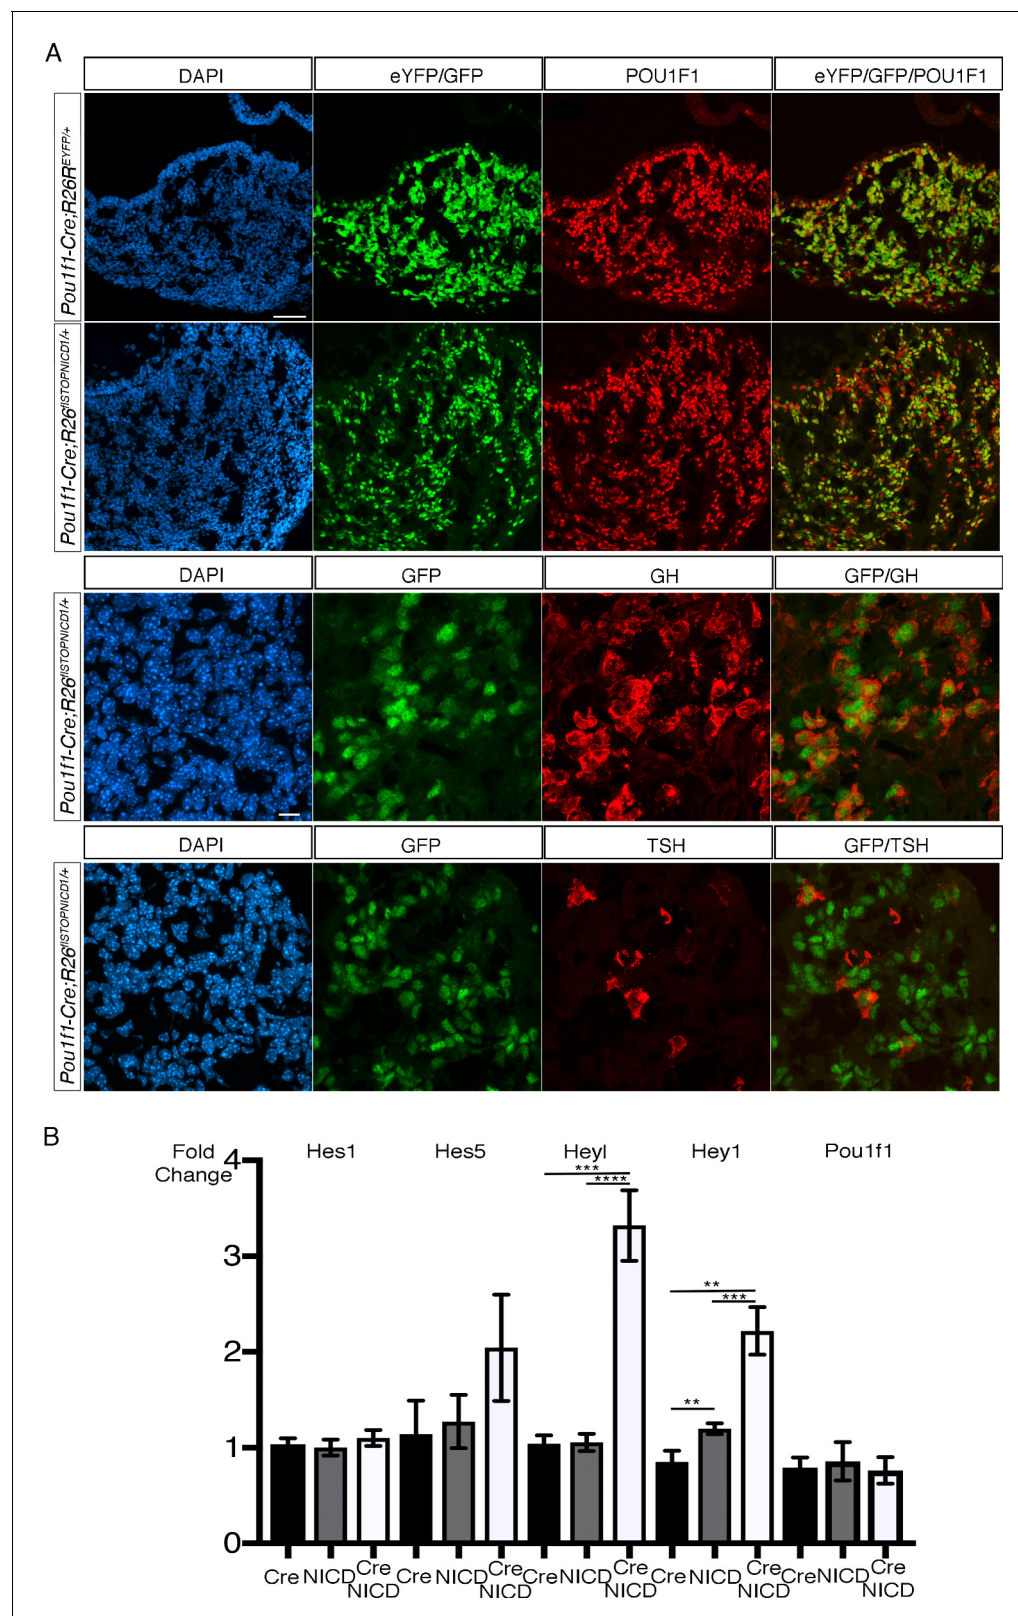 A
DAPI eYFP/GFP POU1F1 eYFP/GFP/POU1F1
Pou1f1-Cre;R26R^EYFP/+
Pou1f1-Cre;R26^flSTOPNICD1/+
DAPI GFP GH GFP/GH
Pou1f1-Cre;R26^flSTOPNICD1/+
DAPI GFP TSH GFP/TSH
Pou1f1-Cre;R26^flSTOPNICD1/+
B
Fold Change
Hes1 Hes5 Heyl Hey1 Pou1f1
4
*** ****
3
** ***
2
**
1
0
Cre NICD Cre NICD Cre NICD Cre NICD Cre NICD Cre NICD Cre NICD Cre NICD Cre NICD Cre NICD